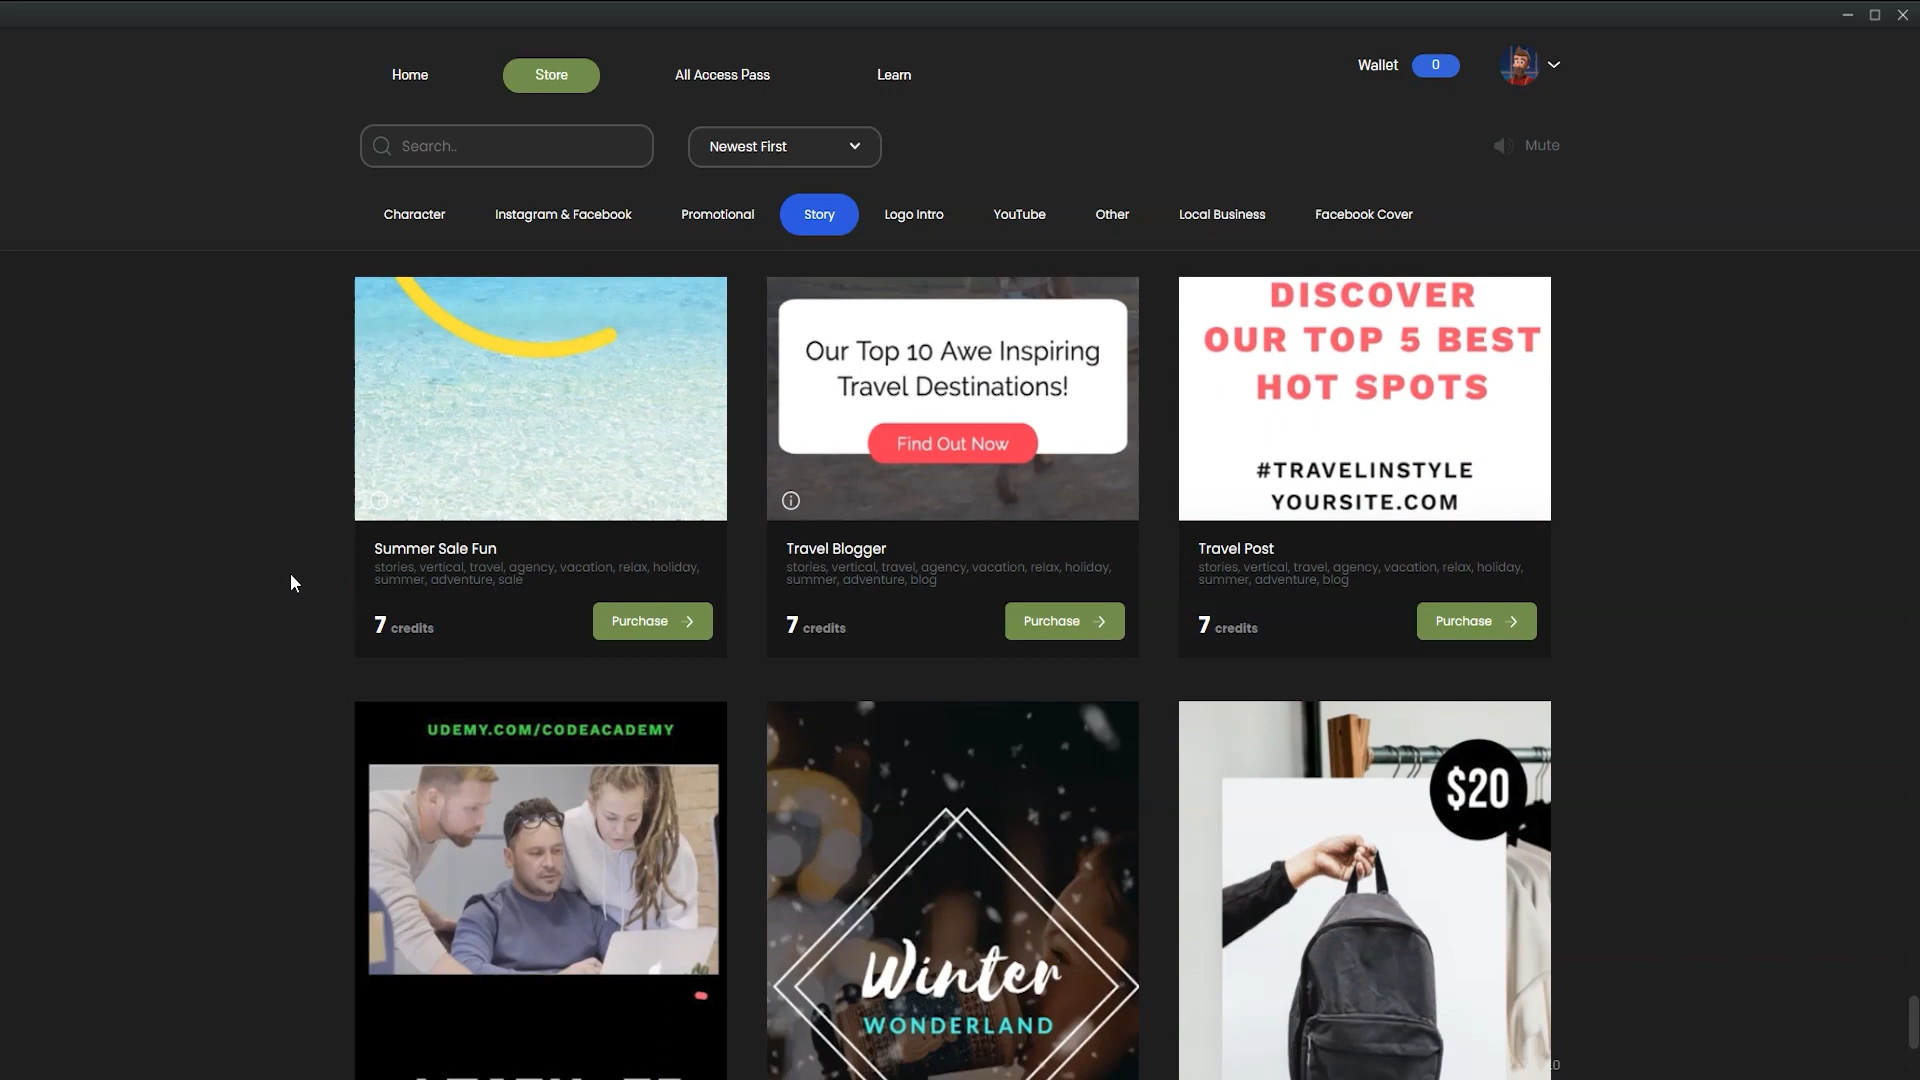 Home
Store
All Access Pass
Learn
Wallet
0
Search..
Newest First
Mute
Character
Instagram & Facebook
Promotional
Story
Logo Intro
YouTube
Other
Local Business
Facebook Cover
Our Top 10 Awe Inspiring
Travel Destinations!
Find Out Now
DISCOVER
OUR TOP 5 BEST
HOT SPOTS
#TRAVELINSTYLE
YOURSITE.COM
Summer Sale Fun
stories, vertical, travel, agency, vacation, relax, holiday,
summer, adventure, sale
7 credits
Purchase
Travel Blogger
stories, vertical, travel, agency, vacation, relax, holiday,
summer, adventure, blog
7 credits
Purchase
Travel Post
stories, vertical, travel, agency, vacation, relax, holiday,
summer, adventure, blog
7 credits
Purchase
UDEMY.COM/CODEACADEMY
Winter
WONDERLAND
$20